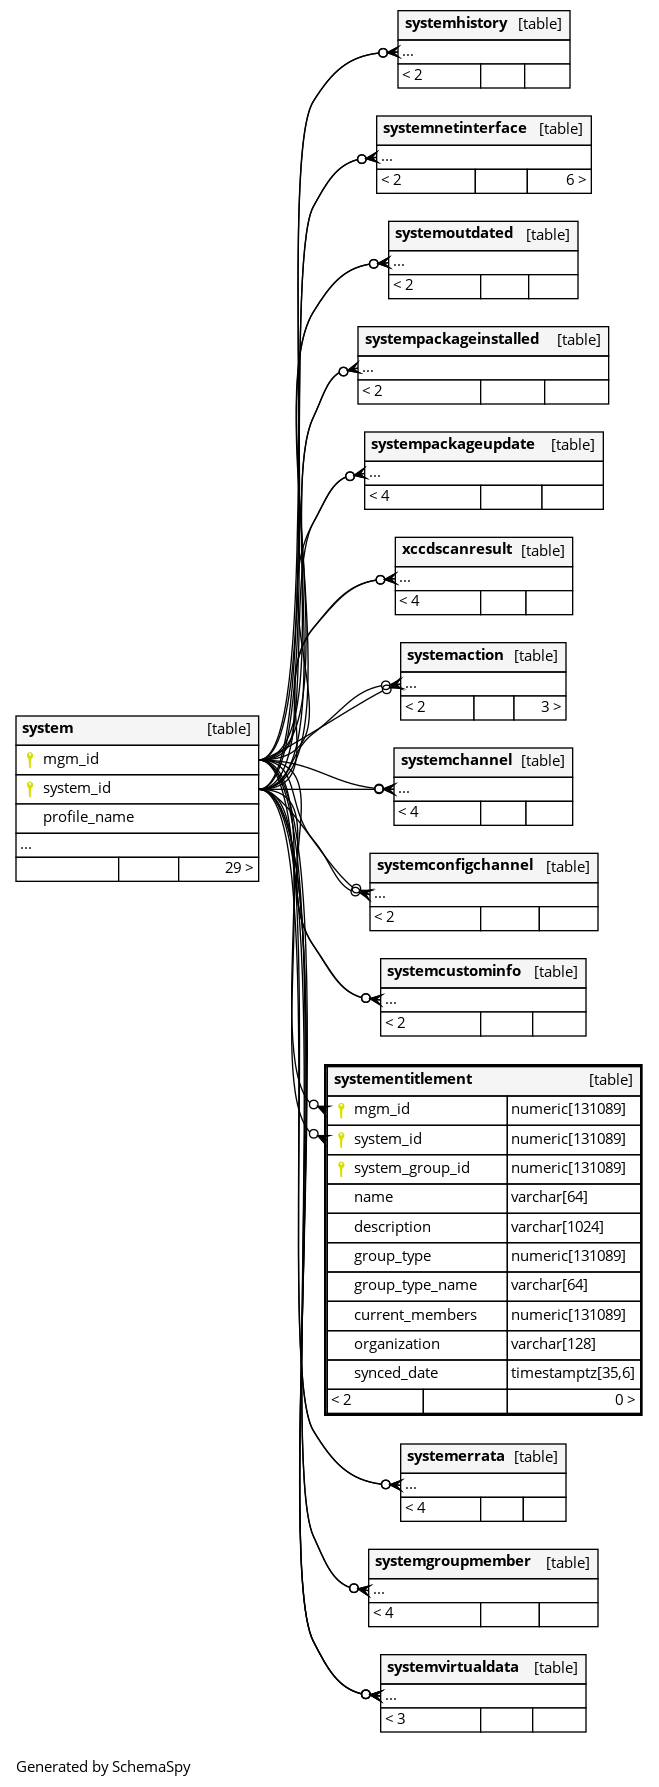 systemhistory [table]
...
< 2
systemnetinterface [table]
...
< 2 6 >
systemoutdated [table]
...
< 2
systempackageinstalled [table]
...
< 2
systempackageupdate [table]
...
< 4
xccdscanresult [table]
...
< 4
systemaction [table]
...
< 2 3 >
system [table]
mgm_id
system_id
profile_name
...
29 >
systemchannel [table]
...
< 4
systemconfigchannel [table]
...
< 2
systemcustominfo [table]
...
< 2
systementitlement [table]
mgm_id numeric[131089]
system_id numeric[131089]
system_group_id numeric[131089]
name varchar[64]
description varchar[1024]
group_type numeric[131089]
group_type_name varchar[64]
current_members numeric[131089]
organization varchar[128]
synced_date timestamptz[35,6]
< 2 0 >
systemerrata [table]
...
< 4
systemgroupmember [table]
...
< 4
systemvirtualdata [table]
...
< 3
Generated by SchemaSpy